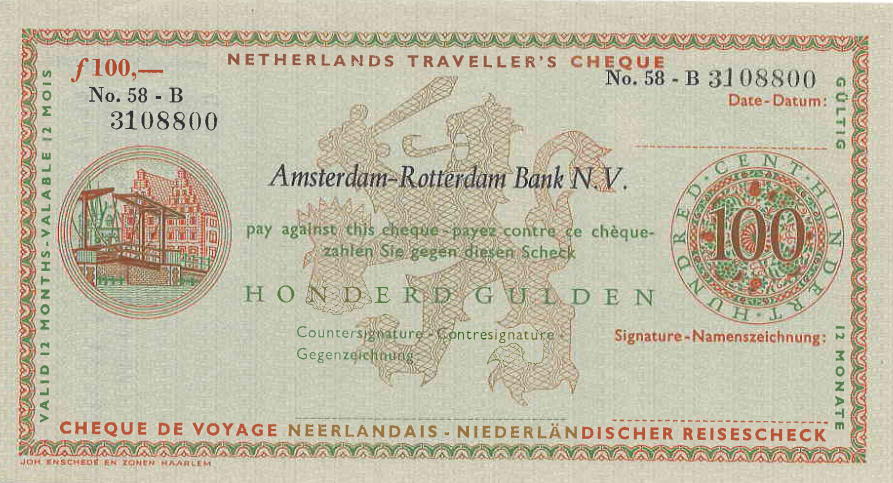 NETHERLANDS TRAVELLER'S CHEQUE
ƒ100,—
No. 58 - B
3108800
No. 58 - B 3108800
Date-Datum:
VALID 12 MONTHS-VALABLE 12 MOIS
GÜLTIG
12 MONATE
Amsterdam-Rotterdam Bank N.V.
pay against this cheque-payez contre ce chèque-
zahlen Sie gegen diesen Scheck
HONDERD GULDEN
HUNDRED·CENT·HUNDERT·
100
Countersignature-Contresignature-
Gegenzeichnung
Signature-Namenszeichnung:
CHEQUE DE VOYAGE NEERLANDAIS-NIEDERLÄNDISCHER REISESCHECK
JOH. ENSCHEDÉ EN ZONEN HAARLEM